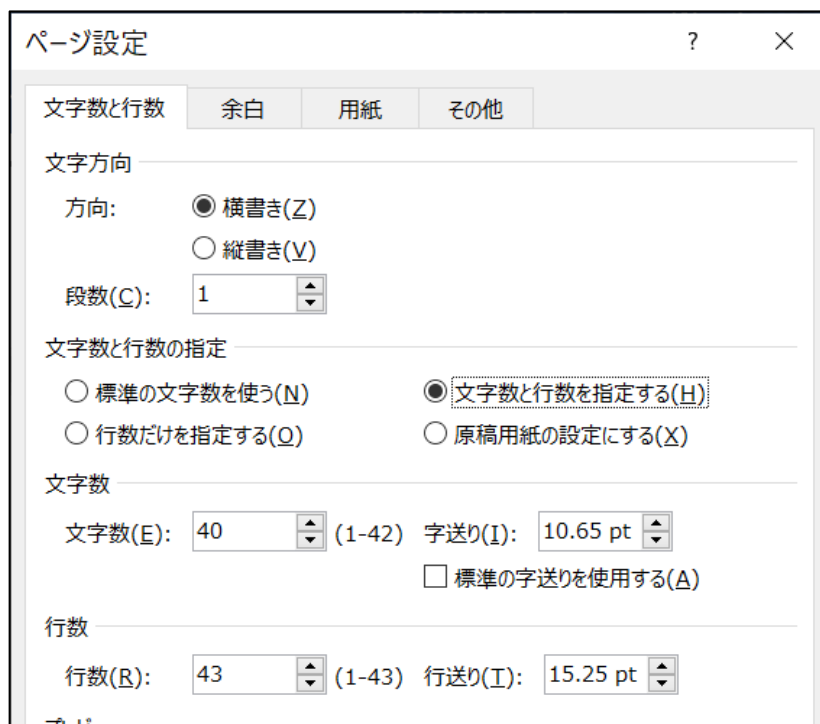 ページ設定 ?
文字数と行数 余白 用紙 その他
文字方向
方向: 横書き(Z)
縦書き(V)
段数(C): 1
文字数と行数の指定
標準の文字数を使う(N) 文字数と行数を指定する(H)
行数だけを指定する(O) 原稿用紙の設定にする(X)
文字数
文字数(E): 40 (1-42) 字送り(I): 10.65 pt
標準の字送りを使用する(A)
行数
行数(R): 43 (1-43) 行送り(T): 15.25 pt